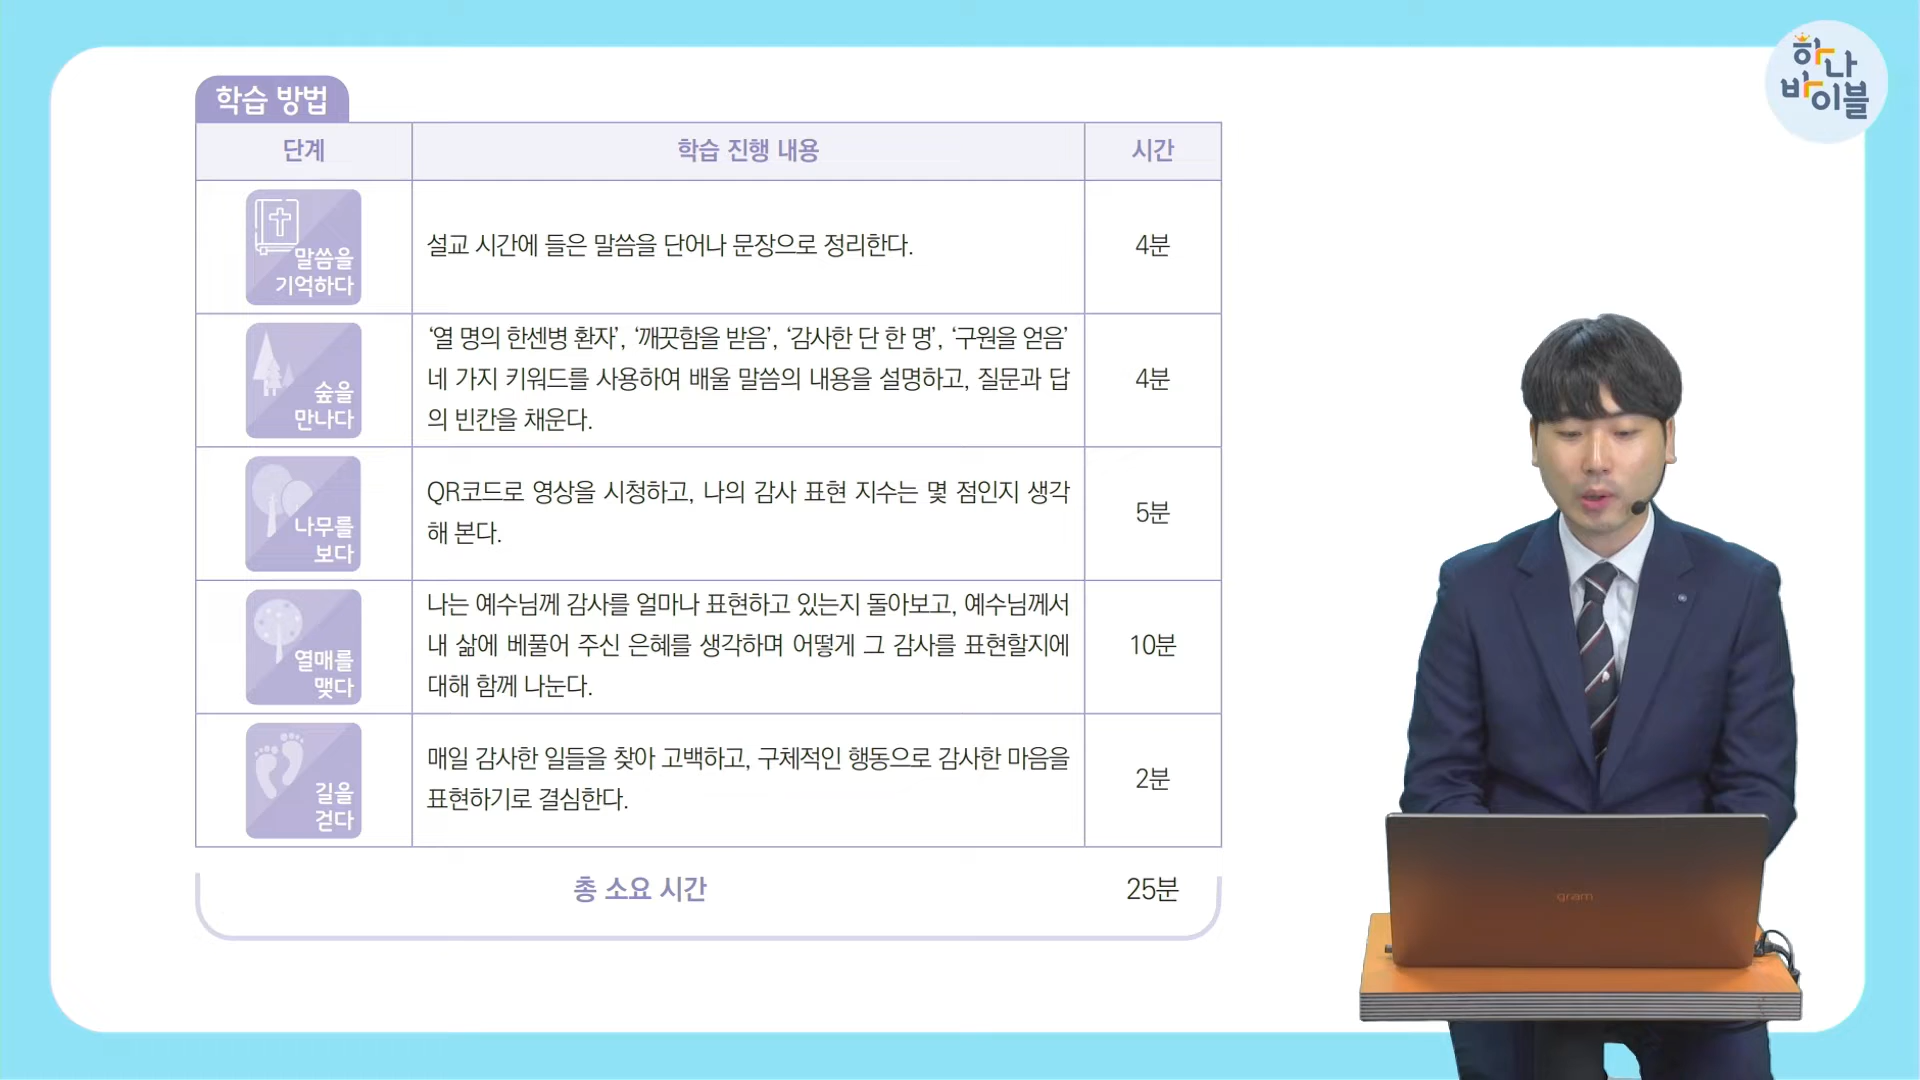 하나
바이블
학습 방법
단계
학습 진행 내용
시간
말씀을
기억하다
설교 시간에 들은 말씀을 단어나 문장으로 정리한다.
4분
숲을
만나다
‘열 명의 한센병 환자’, ‘깨끗함을 받음’, ‘감사한 단 한 명’, ‘구원을 얻음’
네 가지 키워드를 사용하여 배울 말씀의 내용을 설명하고, 질문과 답
의 빈칸을 채운다.
4분
나무를
보다
QR코드로 영상을 시청하고, 나의 감사 표현 지수는 몇 점인지 생각
해 본다.
5분
열매를
맺다
나는 예수님께 감사를 얼마나 표현하고 있는지 돌아보고, 예수님께서
내 삶에 베풀어 주신 은혜를 생각하며 어떻게 그 감사를 표현할지에
대해 함께 나눈다.
10분
길을
걷다
매일 감사한 일들을 찾아 고백하고, 구체적인 행동으로 감사한 마음을
표현하기로 결심한다.
2분
총 소요 시간
25분
gram